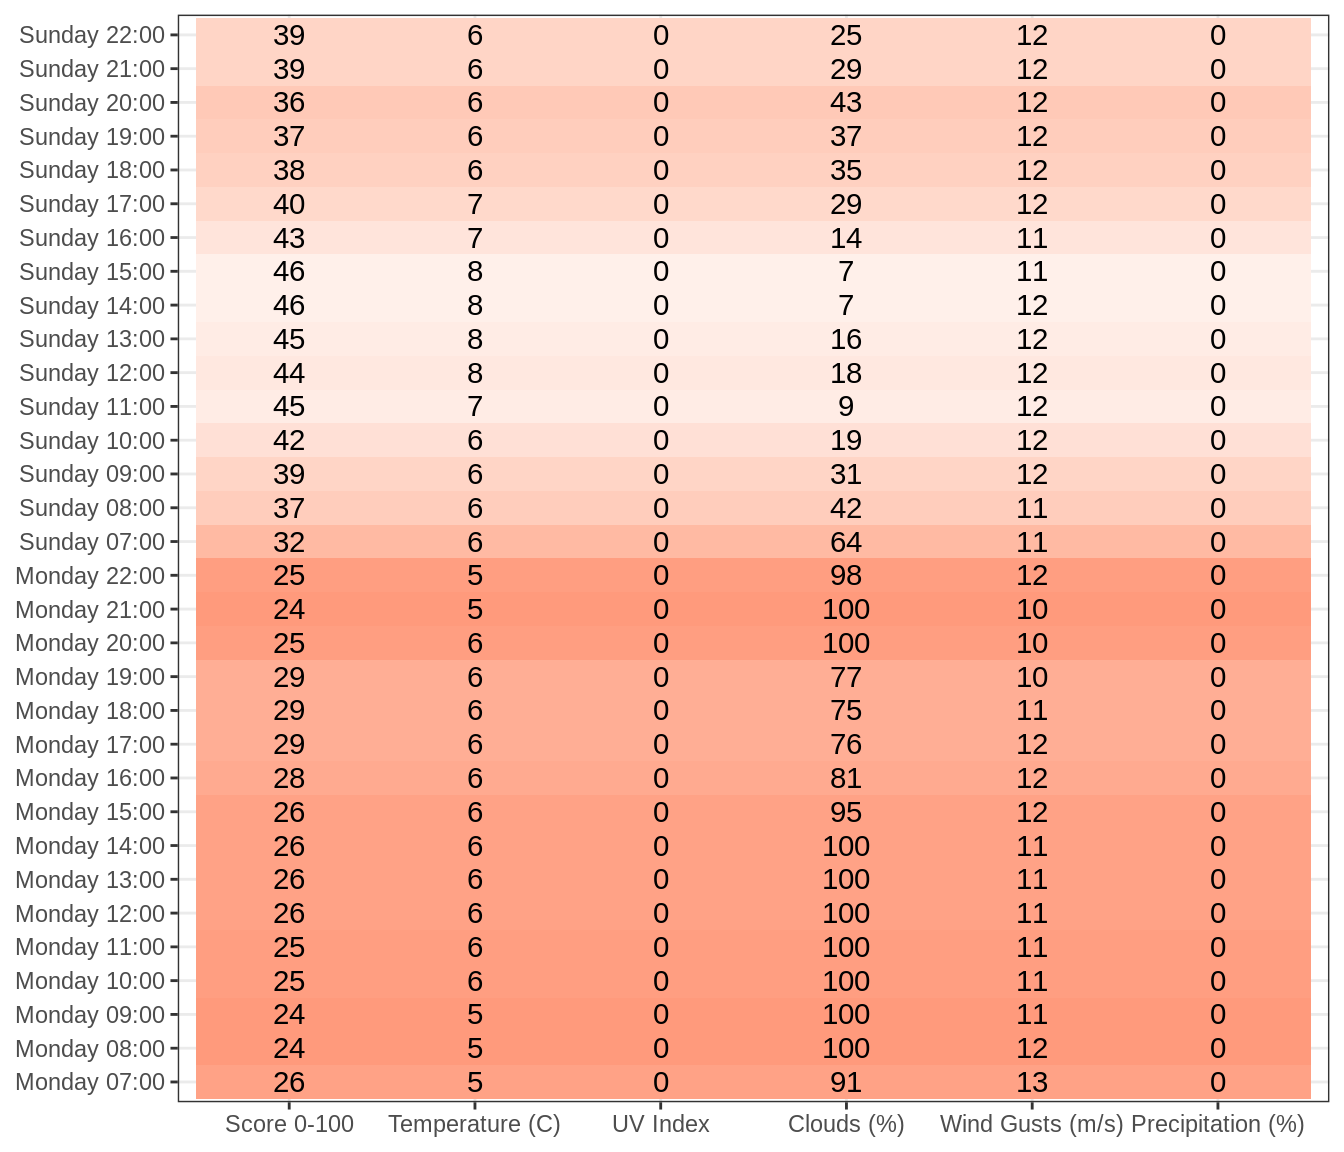 Sunday 22:00 39 6 0 25 12 0
Sunday 21:00 39 6 0 29 12 0
Sunday 20:00 36 6 0 43 12 0
Sunday 19:00 37 6 0 37 12 0
Sunday 18:00 38 6 0 35 12 0
Sunday 17:00 40 7 0 29 12 0
Sunday 16:00 43 7 0 14 11 0
Sunday 15:00 46 8 0 7 11 0
Sunday 14:00 46 8 0 7 12 0
Sunday 13:00 45 8 0 16 12 0
Sunday 12:00 44 8 0 18 12 0
Sunday 11:00 45 7 0 9 12 0
Sunday 10:00 42 6 0 19 12 0
Sunday 09:00 39 6 0 31 12 0
Sunday 08:00 37 6 0 42 11 0
Sunday 07:00 32 6 0 64 11 0
Monday 22:00 25 5 0 98 12 0
Monday 21:00 24 5 0 100 10 0
Monday 20:00 25 6 0 100 10 0
Monday 19:00 29 6 0 77 10 0
Monday 18:00 29 6 0 75 11 0
Monday 17:00 29 6 0 76 12 0
Monday 16:00 28 6 0 81 12 0
Monday 15:00 26 6 0 95 12 0
Monday 14:00 26 6 0 100 11 0
Monday 13:00 26 6 0 100 11 0
Monday 12:00 26 6 0 100 11 0
Monday 11:00 25 6 0 100 11 0
Monday 10:00 25 6 0 100 11 0
Monday 09:00 24 5 0 100 11 0
Monday 08:00 24 5 0 100 12 0
Monday 07:00 26 5 0 91 13 0
Score 0-100 Temperature (C) UV Index Clouds (%) Wind Gusts (m/s) Precipitation (%)